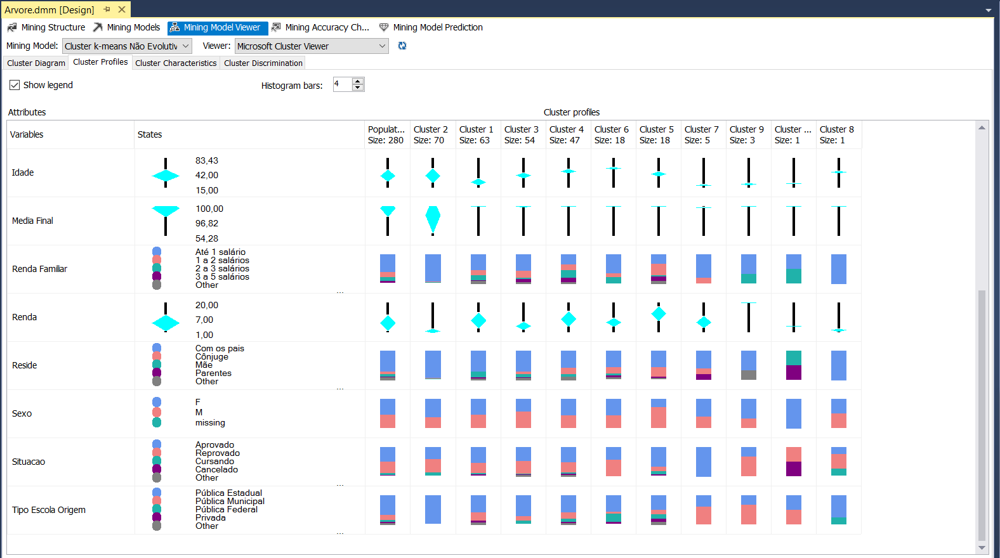 Arvore.dmm [Design]
Mining Structure Mining Models Mining Model Viewer Mining Accuracy Ch... Mining Model Prediction
Mining Model: Cluster k-means Não Evolutiv Viewer: Microsoft Cluster Viewer
Cluster Diagram Cluster Profiles Cluster Characteristics Cluster Discrimination
Show legend Histogram bars: 4
Attributes Cluster profiles
Variables States Populat... Cluster 2 Cluster 1 Cluster 3 Cluster 4 Cluster 6 Cluster 5 Cluster 7 Cluster 9 Cluster ... Cluster 8
Size: 280 Size: 70 Size: 63 Size: 54 Size: 47 Size: 18 Size: 18 Size: 5 Size: 3 Size: 1 Size: 1
Idade
83,43
42,00
15,00
Media Final
100,00
96,82
54,28
Renda Familiar
Até 1 salário
1 a 2 salários
2 a 3 salários
3 a 5 salários
Other
...
Renda
20,00
7,00
1,00
Reside
Com os pais
Cônjuge
Mãe
Parentes
Other
...
Sexo
F
M
missing
Situacao
Aprovado
Reprovado
Cursando
Cancelado
Other
...
Tipo Escola Origem
Pública Estadual
Pública Municipal
Pública Federal
Privada
Other
...